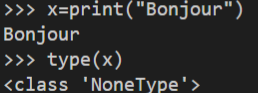 >>> x=print("Bonjour")
Bonjour
>>> type(x)
<class 'NoneType'>